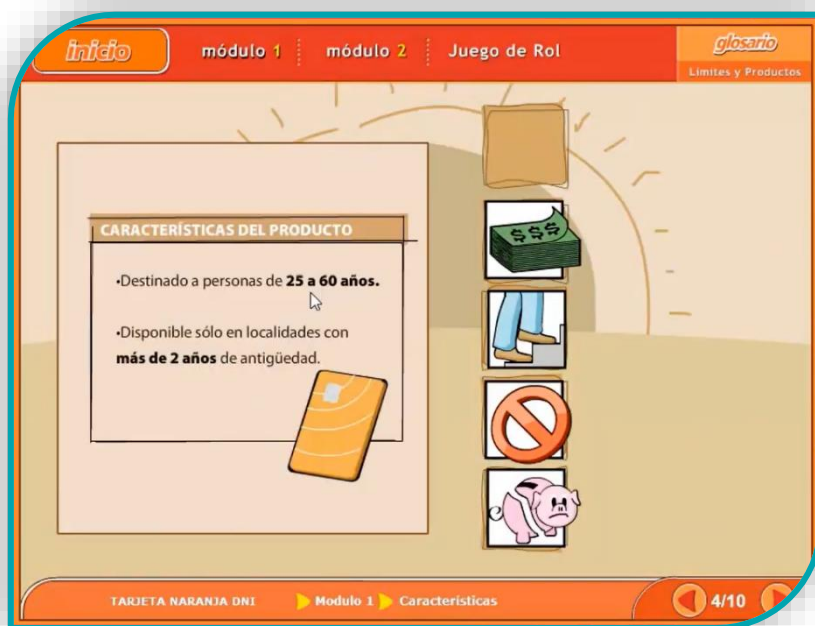 inicio
módulo 1
módulo 2
Juego de Rol
glosario
Límites y Productos
CARACTERÍSTICAS DEL PRODUCTO
•Destinado a personas de 25 a 60 años.
•Disponible sólo en localidades con
más de 2 años de antigüedad.
$$$
TARJETA NARANJA DNI
Modulo 1
Características
4/10